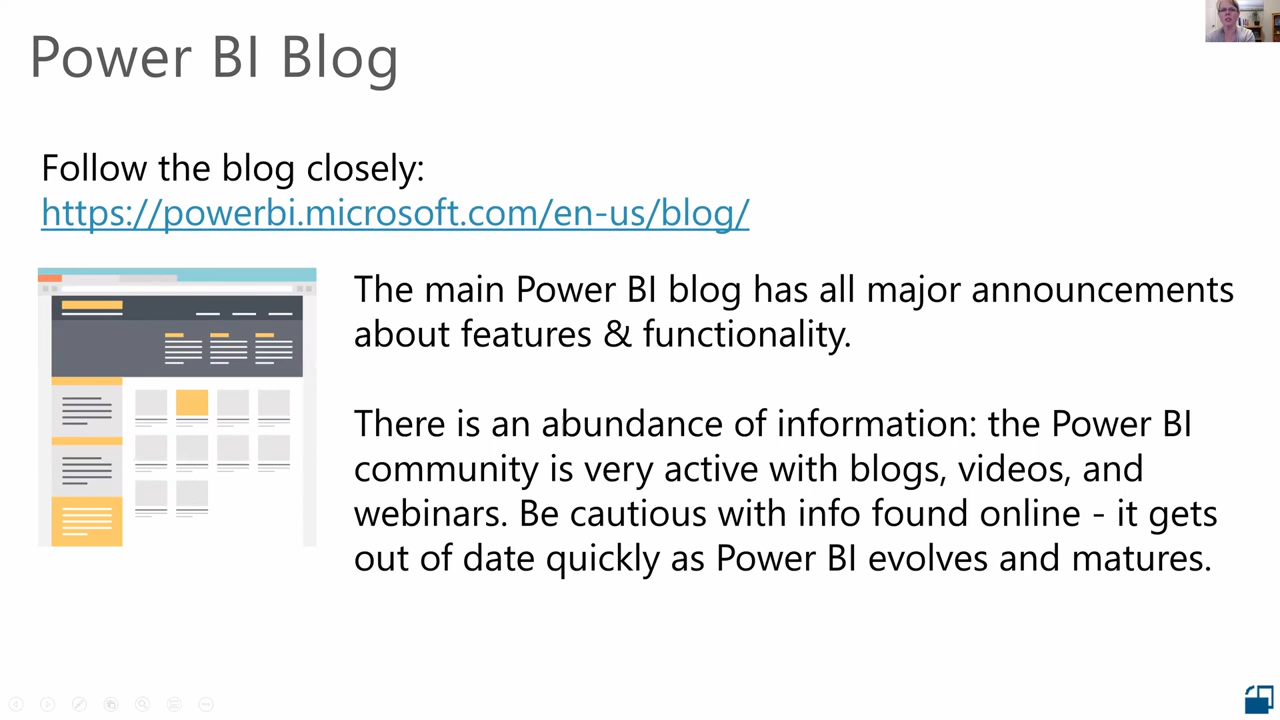 Power BI Blog
Follow the blog closely:
https://powerbi.microsoft.com/en-us/blog/
The main Power BI blog has all major announcements
about features & functionality.
There is an abundance of information: the Power BI
community is very active with blogs, videos, and
webinars. Be cautious with info found online - it gets
out of date quickly as Power BI evolves and matures.